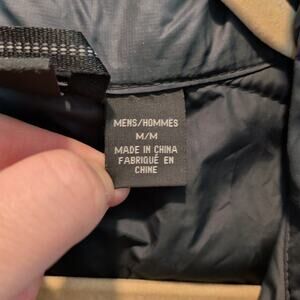 MENS/HOMMES
M/M
MADE IN CHINA
FABRIQUÉ EN
CHINE